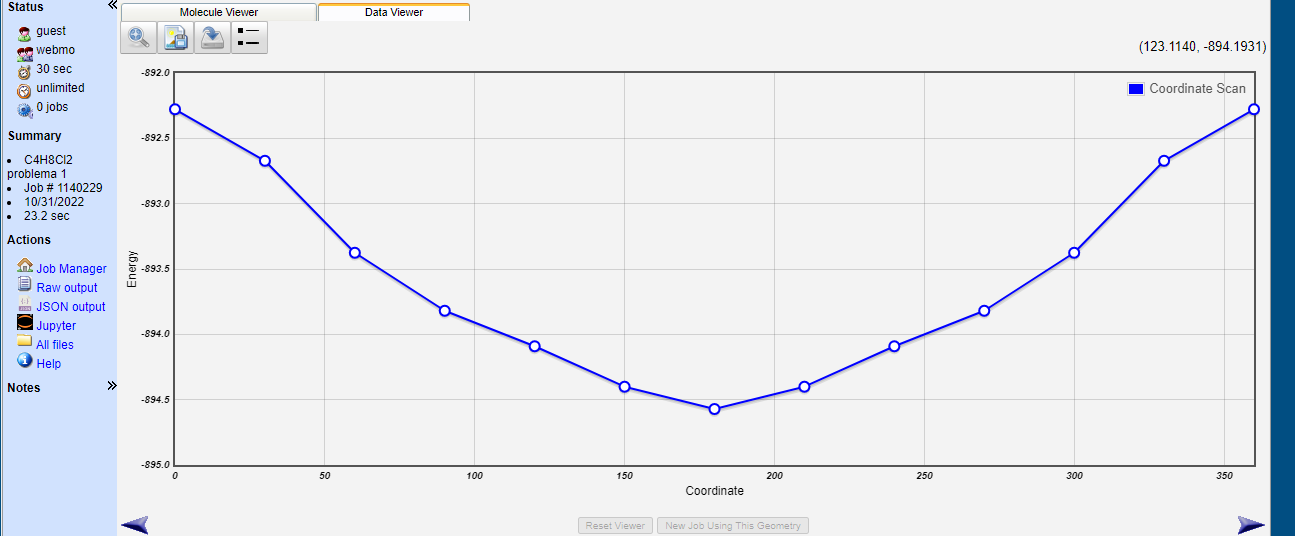 Status
guest
webmo
30 sec
unlimited
0 jobs
Summary
C4H8Cl2
problema 1
Job # 1140229
10/31/2022
23.2 sec
Actions
Job Manager
Raw output
JSON output
Jupyter
All files
Help
Notes
Molecule Viewer
Data Viewer
(123.1140, -894.1931)
Coordinate Scan
Energy
-892.0
-892.5
-893.0
-893.5
-894.0
-894.5
-895.0
0 50 100 150 200 250 300 350
Coordinate
Reset Viewer
New Job Using This Geometry